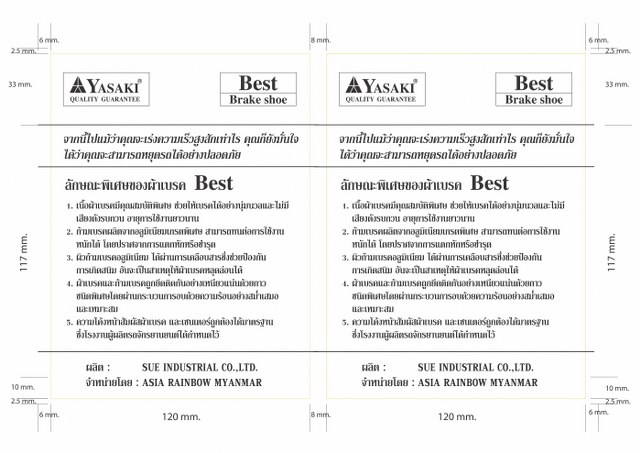 6 mm.
8 mm.
6 mm.
2.5 mm.
2.5 mm.
33 mm.
33 mm.
YASAKI®
QUALITY GUARANTEE
Best
Brake shoe
YASAKI®
QUALITY GUARANTEE
Best
Brake shoe
จากนี้ไปแม้ว่าคุณจะเร่งความเร็วสูงสักเท่าไร คุณก็ยังมั่นใจ
ได้ว่าคุณจะสามารถหยุดรถได้อย่างปลอดภัย
ลักษณะพิเศษของผ้าเบรค Best
1. เนื้อผ้าเบรคมีคุณสมบัติพิเศษ ช่วยให้เบรคได้อย่างนุ่มนวลและไม่มี
เสียงดังรบกวน อายุการใช้งานยาวนาน
2. ก้ามเบรคผลิตจากอลูมิเนียมเกรดพิเศษ สามารถทนต่อการใช้งาน
หนักได้ โดยปราศจากการแตกหักหรือชำรุด
3. ผิวก้ามเบรคอลูมิเนียม ได้ผ่านการเคลือบสารซึ่งช่วยป้องกัน
การเกิดสนิม อันจะเป็นสาเหตุให้ผ้าเบรคหลุดล่อนได้
4. ผ้าเบรคและก้ามเบรคถูกยึดติดกันอย่างเหนียวแน่นด้วยกาว
ชนิดพิเศษโดยผ่านกระบวนการอบด้วยความร้อนอย่างสม่ำเสมอ
และเหมาะสม
5. ความโค้งหน้าสัมผัสผ้าเบรค และเซนเตอร์ถูกต้องได้มาตรฐาน
ซึ่งโรงงานผู้ผลิตรถจักรยานยนต์ได้กำหนดไว้
ผลิต : SUE INDUSTRIAL CO.,LTD.
จำหน่ายโดย : ASIA RAINBOW MYANMAR
จากนี้ไปแม้ว่าคุณจะเร่งความเร็วสูงสักเท่าไร คุณก็ยังมั่นใจ
ได้ว่าคุณจะสามารถหยุดรถได้อย่างปลอดภัย
ลักษณะพิเศษของผ้าเบรค Best
1. เนื้อผ้าเบรคมีคุณสมบัติพิเศษ ช่วยให้เบรคได้อย่างนุ่มนวลและไม่มี
เสียงดังรบกวน อายุการใช้งานยาวนาน
2. ก้ามเบรคผลิตจากอลูมิเนียมเกรดพิเศษ สามารถทนต่อการใช้งาน
หนักได้ โดยปราศจากการแตกหักหรือชำรุด
3. ผิวก้ามเบรคอลูมิเนียม ได้ผ่านการเคลือบสารซึ่งช่วยป้องกัน
การเกิดสนิม อันจะเป็นสาเหตุให้ผ้าเบรคหลุดล่อนได้
4. ผ้าเบรคและก้ามเบรคถูกยึดติดกันอย่างเหนียวแน่นด้วยกาว
ชนิดพิเศษโดยผ่านกระบวนการอบด้วยความร้อนอย่างสม่ำเสมอ
และเหมาะสม
5. ความโค้งหน้าสัมผัสผ้าเบรค และเซนเตอร์ถูกต้องได้มาตรฐาน
ซึ่งโรงงานผู้ผลิตรถจักรยานยนต์ได้กำหนดไว้
ผลิต : SUE INDUSTRIAL CO.,LTD.
จำหน่ายโดย : ASIA RAINBOW MYANMAR
117 mm.
117 mm.
10 mm.
10 mm.
2.5 mm.
2.5 mm.
6 mm.
120 mm.
8 mm.
120 mm.
6 mm.